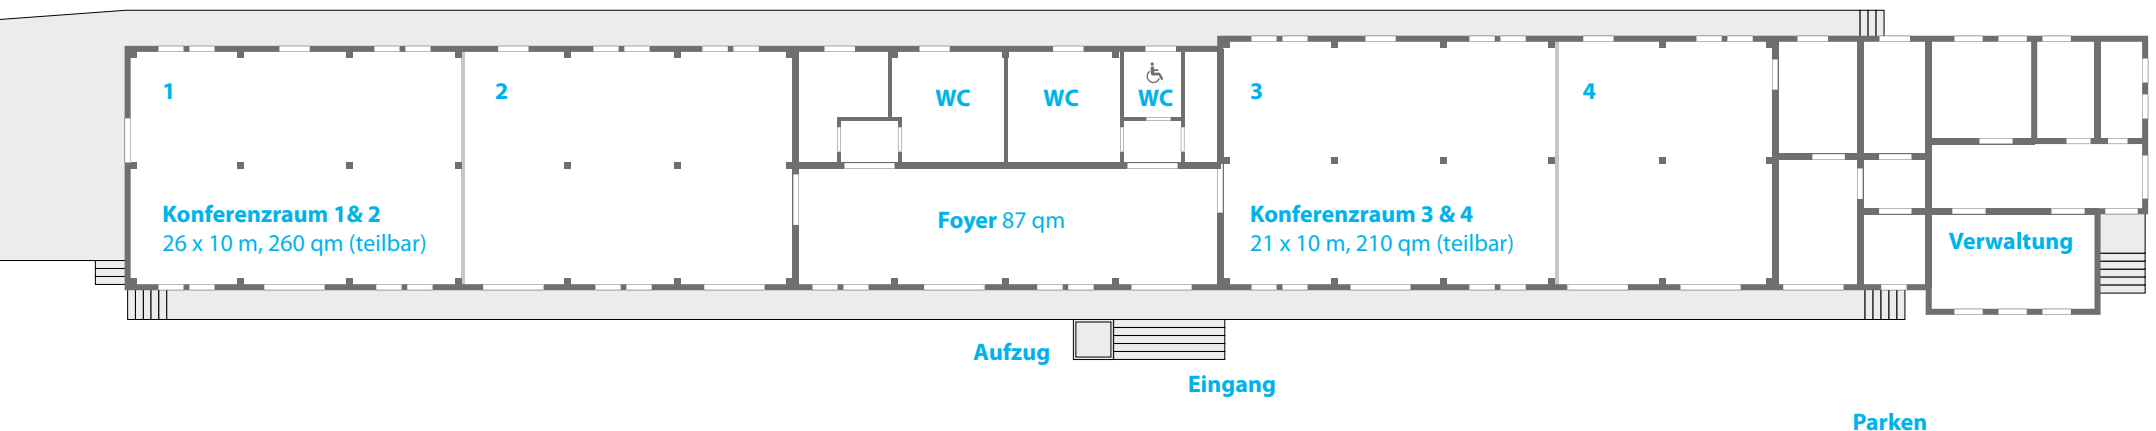 1
2
WC
WC
WC
3
4
Konferenzraum 1& 2
26 x 10 m, 260 qm (teilbar)
Foyer 87 qm
Konferenzraum 3 & 4
21 x 10 m, 210 qm (teilbar)
Verwaltung
Aufzug
Eingang
Parken